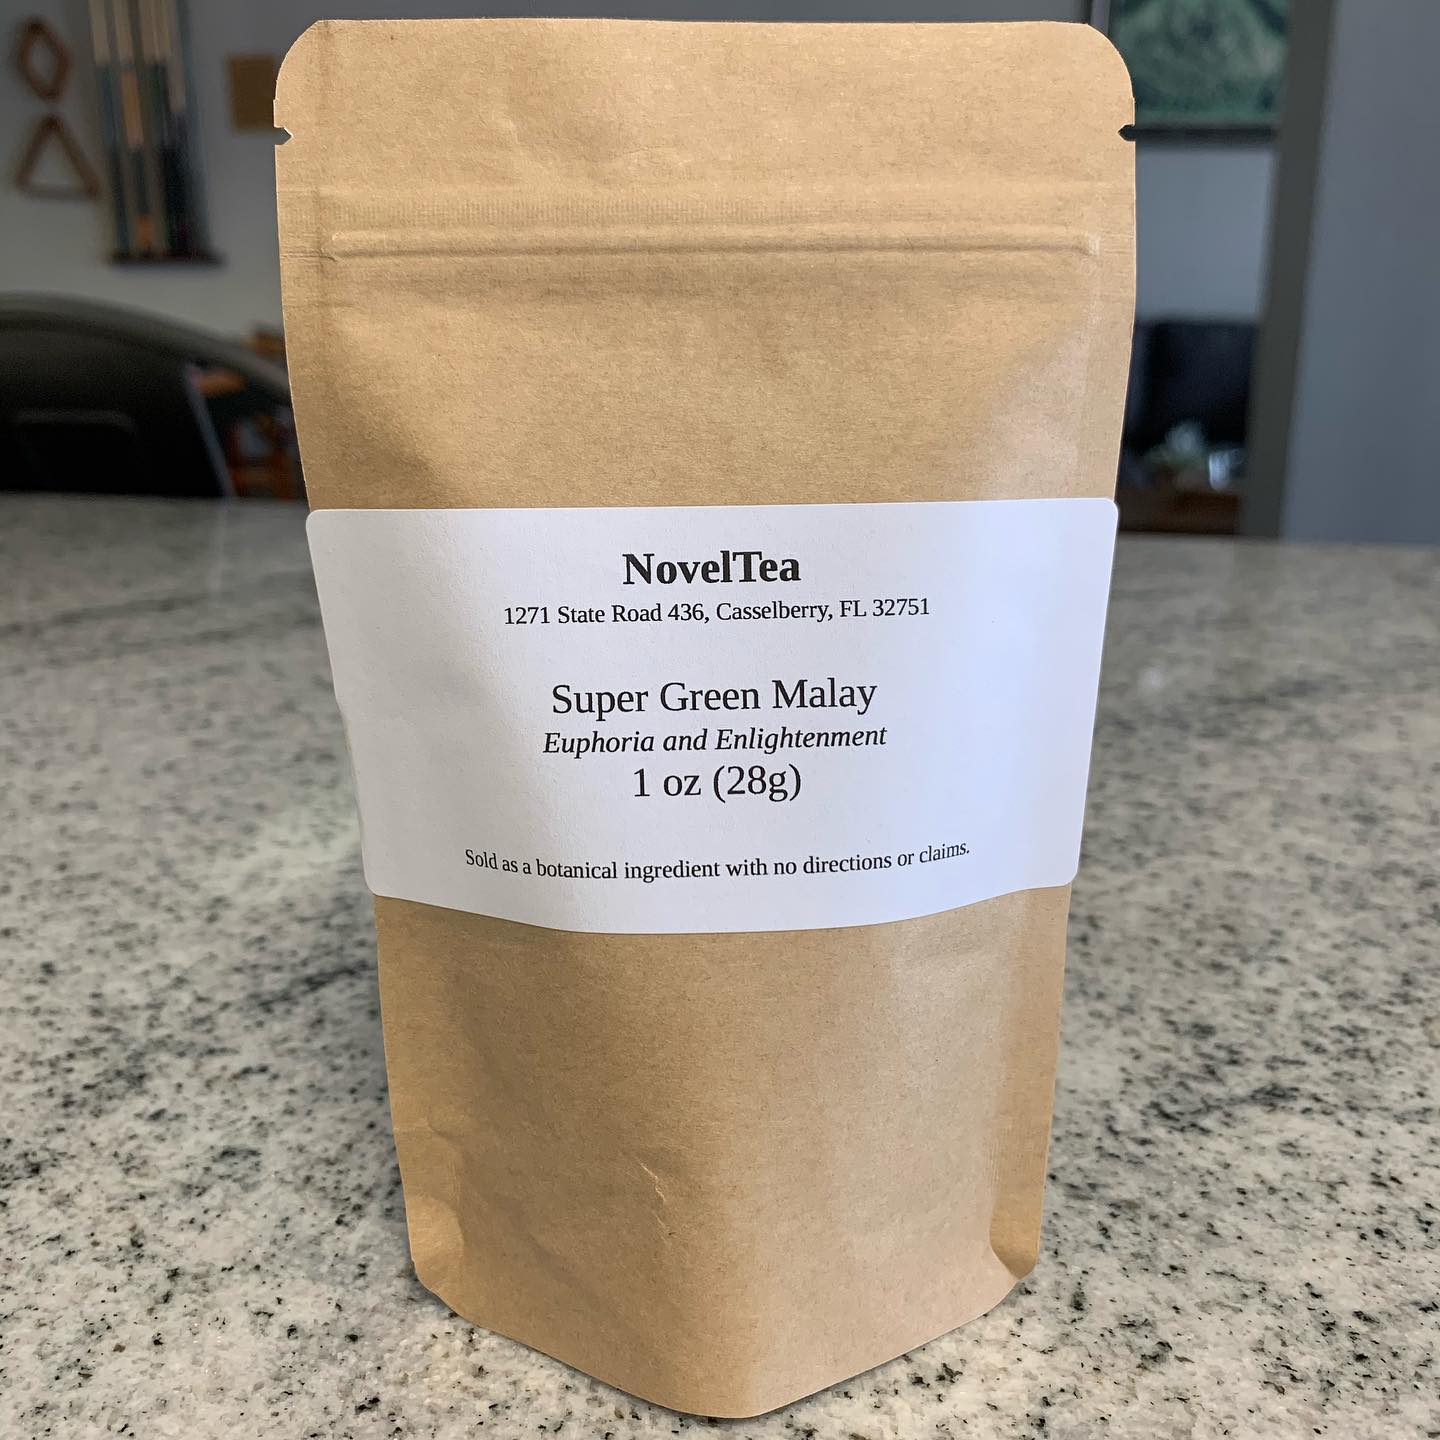 NovelTea
1271 State Road 436, Casselberry, FL 32751
Super Green Malay
Euphoria and Enlightenment
1 oz (28g)
Sold as a botanical ingredient with no directions or claims.